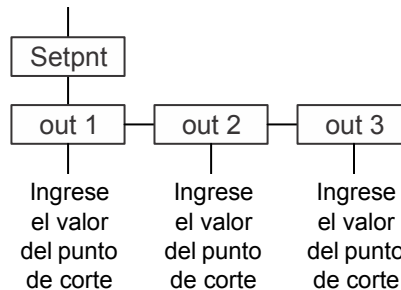 Setpnt
out 1
out 2
out 3
Ingrese
el valor
del punto
de corte
Ingrese
el valor
del punto
de corte
Ingrese
el valor
del punto
de corte